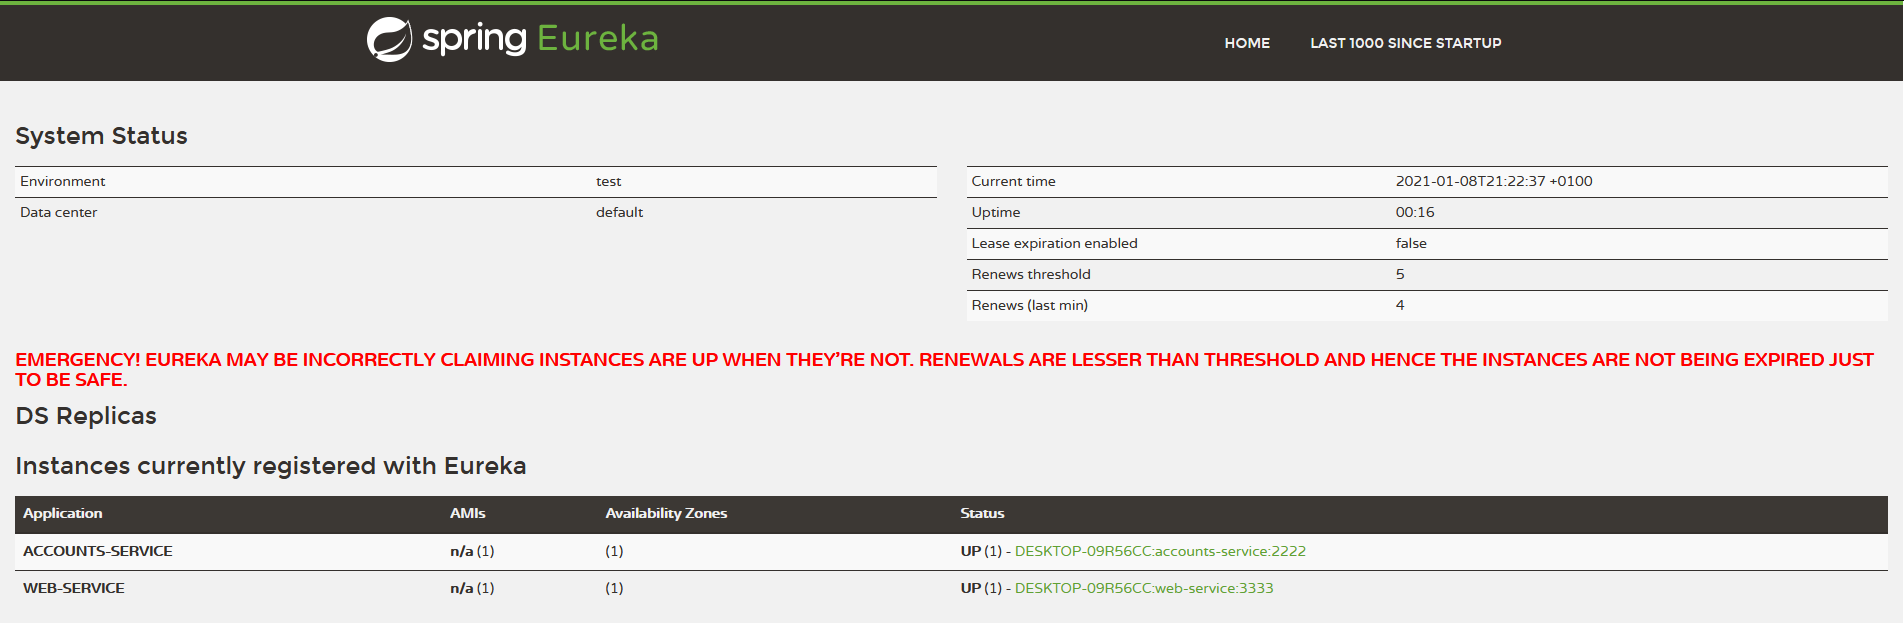 spring Eureka
HOME LAST 1000 SINCE STARTUP
System Status
Environment test
Data center default
Current time 2021-01-08T21:22:37 +0100
Uptime 00:16
Lease expiration enabled false
Renews threshold 5
Renews (last min) 4
EMERGENCY! EUREKA MAY BE INCORRECTLY CLAIMING INSTANCES ARE UP WHEN THEY'RE NOT. RENEWALS ARE LESSER THAN THRESHOLD AND HENCE THE INSTANCES ARE NOT BEING EXPIRED JUST
TO BE SAFE.
DS Replicas
Instances currently registered with Eureka
Application AMIs Availability Zones Status
ACCOUNTS-SERVICE n/a (1) (1) UP (1) - DESKTOP-09R56CC:accounts-service:2222
WEB-SERVICE n/a (1) (1) UP (1) - DESKTOP-09R56CC:web-service:3333